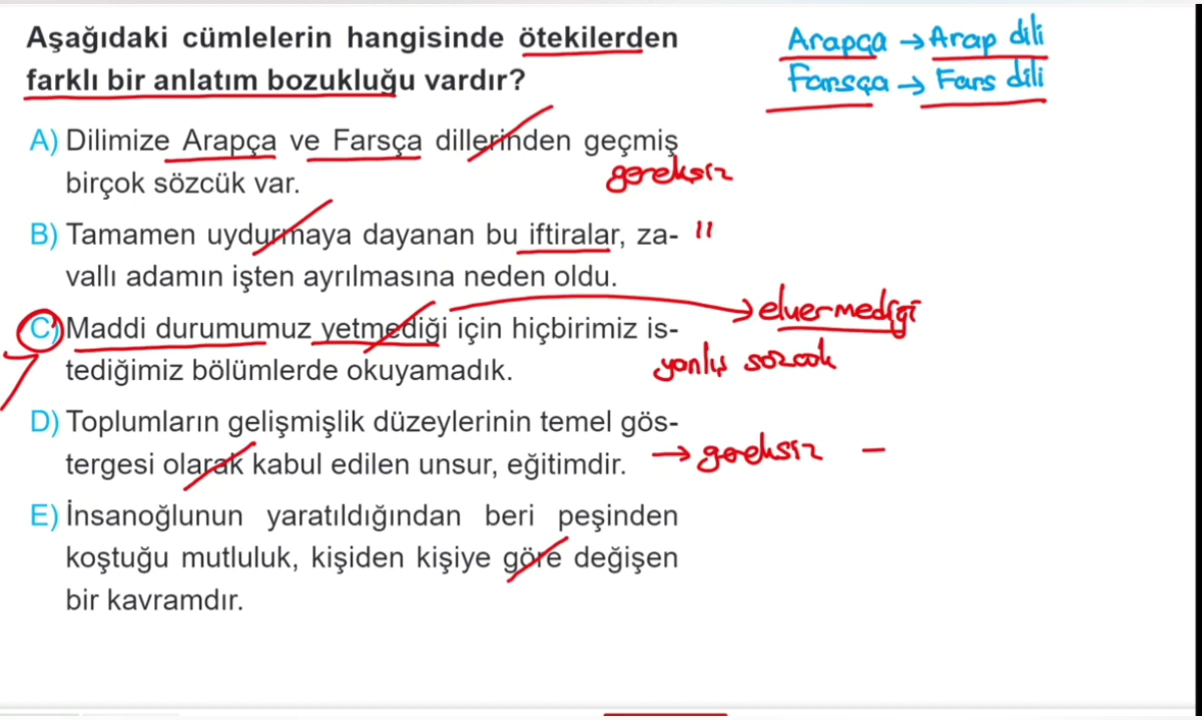 Aşağıdaki cümlelerin hangisinde ötekilerden
farklı bir anlatım bozukluğu vardır?
Arapça → Arap dili
Farsça → Fars dili
A) Dilimize Arapça ve Farsça dillerinden geçmiş
birçok sözcük var.
gereksiz
B) Tamamen uydurmaya dayanan bu iftiralar, za-
"
vallı adamın işten ayrılmasına neden oldu.
→ elvermediği
C) Maddi durumumuz yetmediği için hiçbirimiz is-
tediğimiz bölümlerde okuyamadık.
yanlış sözcük
D) Toplumların gelişmişlik düzeylerinin temel gös-
tergesi olarak kabul edilen unsur, eğitimdir.
→ gereksiz –
E) İnsanoğlunun yaratıldığından beri peşinden
koştuğu mutluluk, kişiden kişiye göre değişen
bir kavramdır.